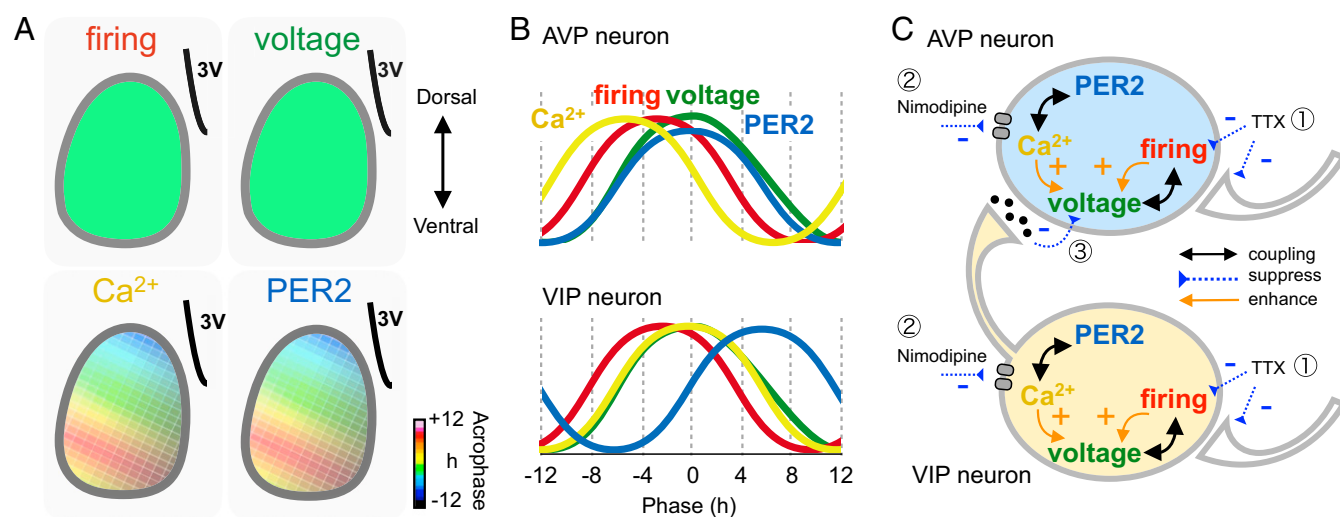 A
firing
voltage
3V
3V
Dorsal
Ventral
Ca2+
PER2
3V
3V
+12
h
-12
Acrophase
B
AVP neuron
firing voltage
Ca2+
PER2
VIP neuron
-12 -8 -4 0 4 8 12
Phase (h)
C
AVP neuron
②
Nimodipine
-
PER2
Ca2+
+ +
firing
voltage
-
TTX ①
-
-
③
coupling
suppress
enhance
②
Nimodipine
-
PER2
Ca2+
+ +
firing
voltage
-
TTX ①
-
VIP neuron